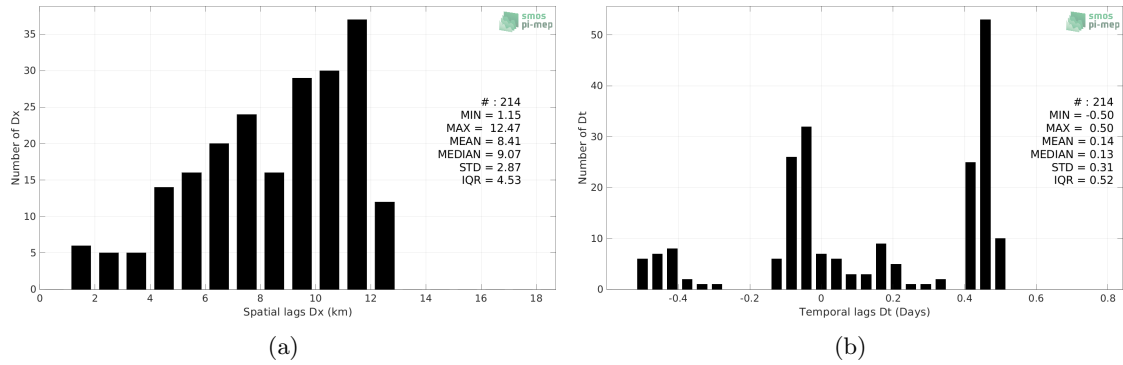 35
30
25
20
15
10
5
0
Number of Dx
0 2 4 6 8 10 12 14 16 18
Spatial lags Dx (km)
smos
pi-mep
# : 214
MIN = 1.15
MAX = 12.47
MEAN = 8.41
MEDIAN = 9.07
STD = 2.87
IQR = 4.53
(a)
50
40
30
20
10
0
Number of Dt
-0.4 -0.2 0 0.2 0.4 0.6 0.8
Temporal lags Dt (Days)
smos
pi-mep
# : 214
MIN = -0.50
MAX = 0.50
MEAN = 0.14
MEDIAN = 0.13
STD = 0.31
IQR = 0.52
(b)